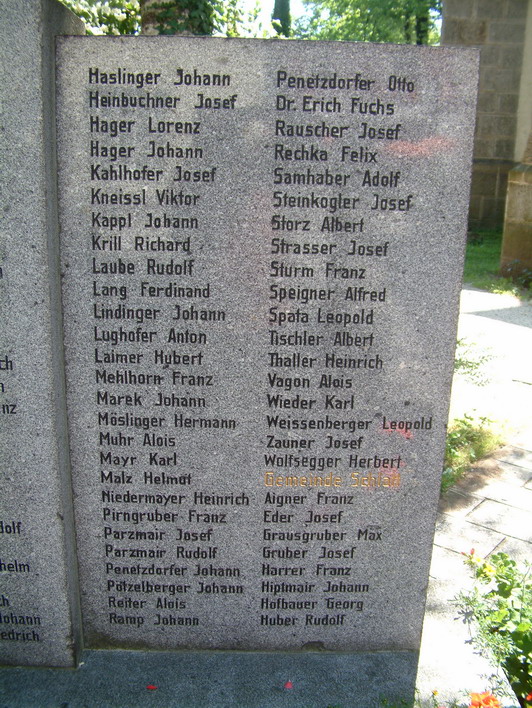 Haslinger Johann
Heinbuchner Josef
Hager Lorenz
Hager Johann
Kahlhofer Josef
Kneissl Viktor
Kappl Johann
Krill Richard
Laube Rudolf
Lang Ferdinand
Lindinger Johann
Lughofer Anton
Laimer Hubert
Mehlhorn Franz
Marek Johann
Möslinger Hermann
Muhr Alois
Mayr Karl
Malz Helmut
Niedermayer Heinrich
Pirngruber Franz
Parzmair Josef
Parzmair Rudolf
Penetzdorfer Johann
Pötzelberger Johann
Reiter Alois
Ramp Johann
Penetzdorfer Otto
Dr. Erich Fuchs
Rauscher Josef
Rechka Felix
Samhaber Adolf
Steinkogler Josef
Storz Albert
Strasser Josef
Sturm Franz
Speigner Alfred
Spata Leopold
Tischler Albert
Thaller Heinrich
Vagon Alois
Wieder Karl
Weissenberger Leopold
Zauner Josef
Wolfsegger Herbert
Gemeinde Schlatt
Aigner Franz
Eder Josef
Grausgruber Max
Gruber Josef
Harrer Franz
Hiptmair Johann
Hofbauer Georg
Huber Rudolf